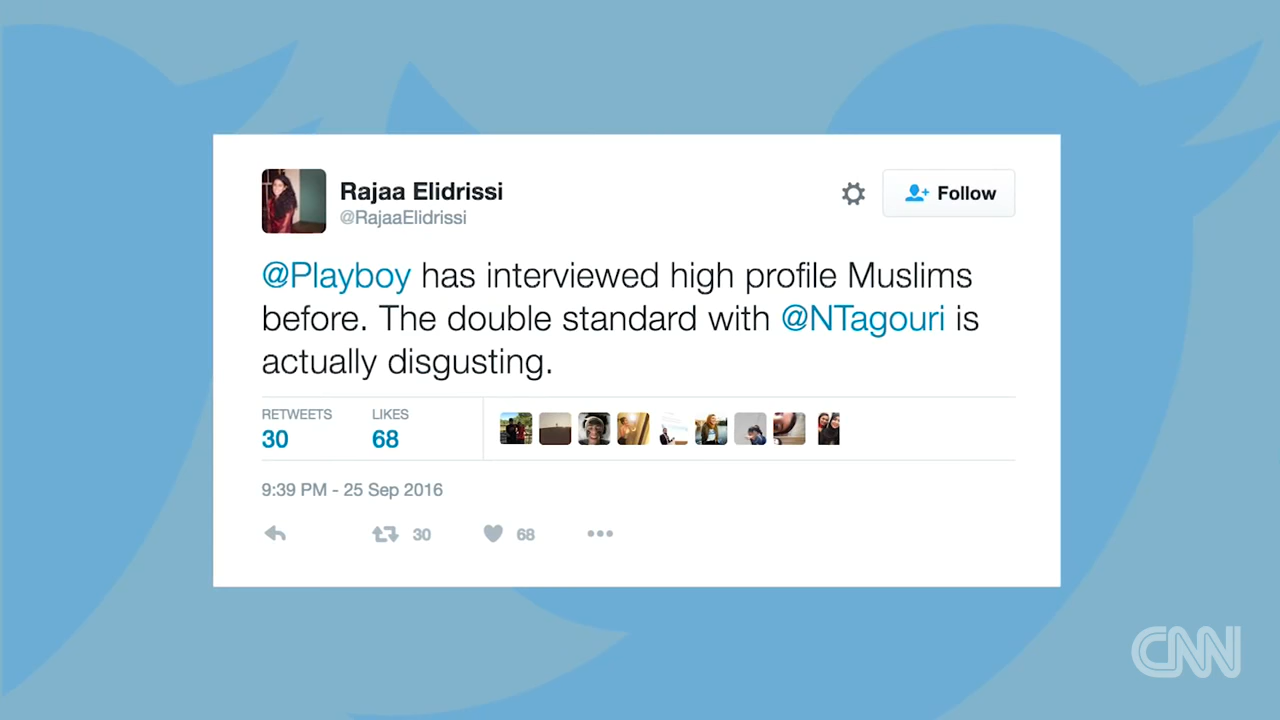 Rajaa Elidrissi
@RajaaElidrissi
Follow
@Playboy has interviewed high profile Muslims
before. The double standard with @NTagouri is
actually disgusting.
RETWEETS LIKES
30 68
9:39 PM - 25 Sep 2016
30 68
CNN